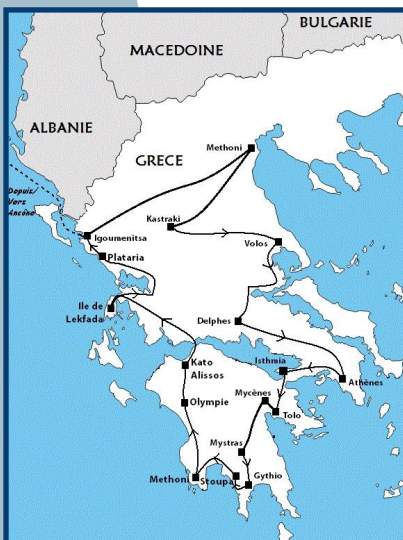 BULGARIE
MACEDOINE
ALBANIE
GRECE
Methoni
Depuis/
Vers
Ancône
Kastraki
Igoumenitsa
Volos
Plataria
Ile de
Lekfada
Delphes
Kato
Alissos
Isthmia
Athènes
Olympie
Mycènes
Tolo
Mystras
Methoni
Stoupa
Gythio